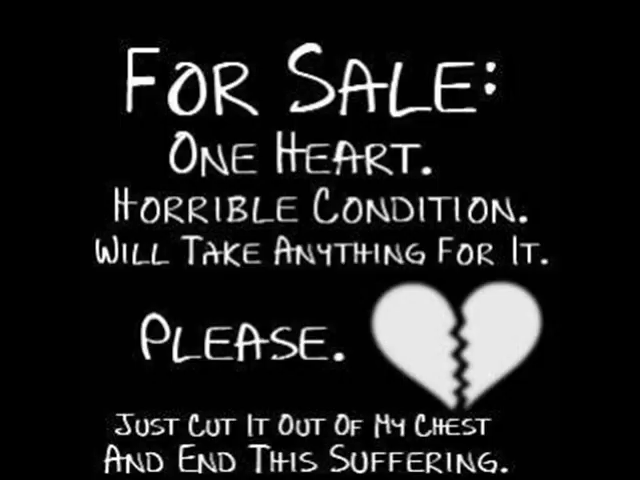 For Sale:
One Heart.
Horrible Condition.
Will Take Anything For It.
Please.
Just Cut It Out Of My Chest
And End This Suffering.